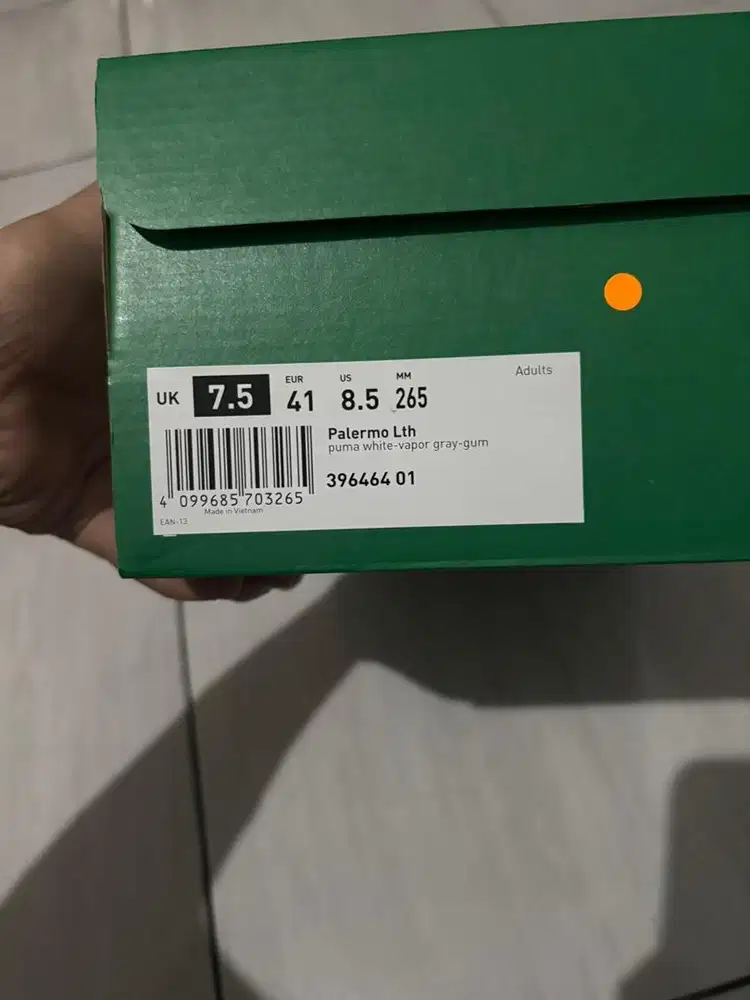 Adults
UK 7.5 EUR 41 US 8.5 MM 265
Palermo Lth
puma white-vapor gray-gum
396464 01
4 099685 703265
Made in Vietnam
EAN-13